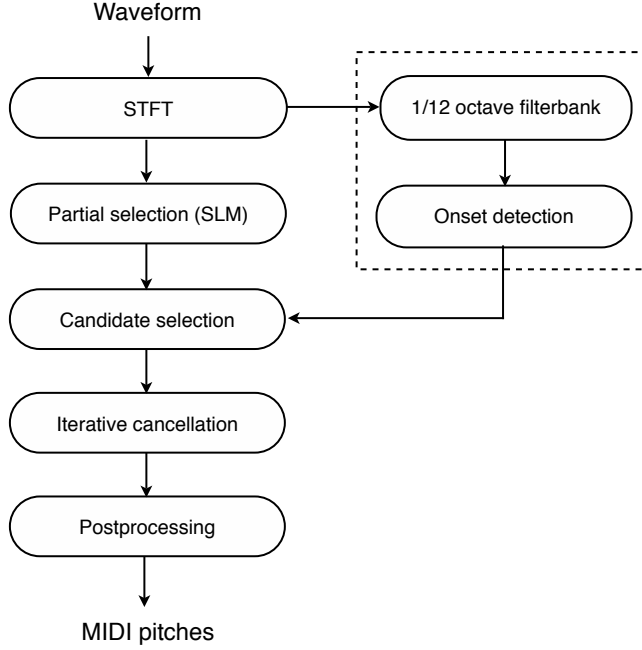 Waveform
STFT
1/12 octave filterbank
Partial selection (SLM)
Onset detection
Candidate selection
Iterative cancellation
Postprocessing
MIDI pitches